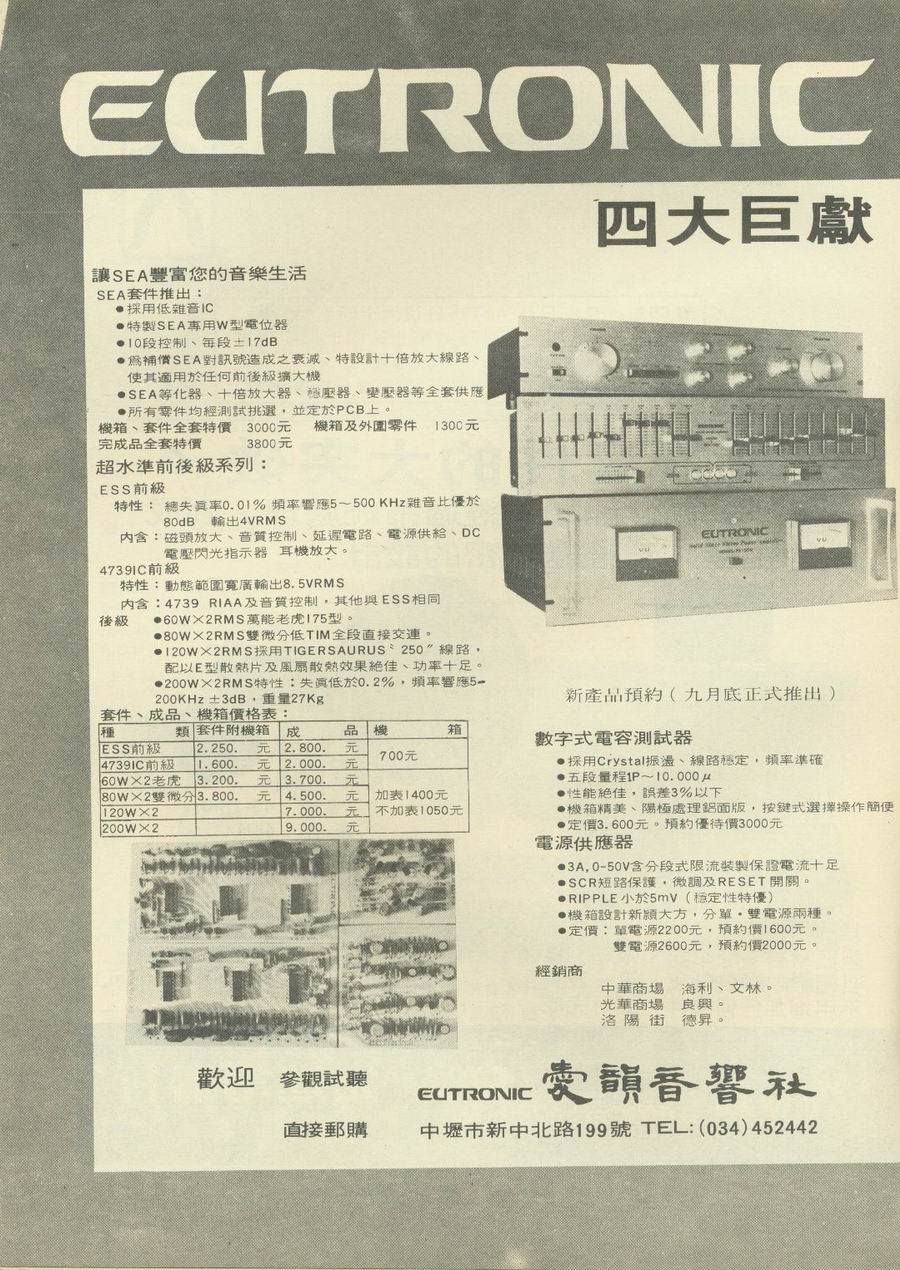 EUTRONIC
四大巨獻
讓SEA豐富您的音樂生活
SEA套件推出：
●採用低雜音IC
●特製SEA專用W型電位器
●10段控制、每段±17dB
●為補償SEA對訊號造成之衰減、特設計十倍放大線路、
使其適用於任何前後級擴大機
●SEA等化器、十倍放大器、穩壓器、變壓器等全套供應
●所有零件均經測試挑選，並定於PCB上。
機箱、套件全套特價 3000元 機箱及外圍零件 1300元
完成品全套特價 3800元
超水準前後級系列：
ESS前級
特性：總失眞率0.01% 頻率響應5～500 KHz雜音比優於
80dB 輸出4VRMS
內含：磁頭放大、音質控制、延遲電路、電源供給、DC
電壓閃光指示器 耳機放大。
4739IC前級
特性：動態範圍寬廣輸出8.5VRMS
內含：4739 RIAA及音質控制，其他與ESS相同
後級 ●60W×2RMS萬能老虎175型。
●80W×2RMS雙微分低TIM全段直接交連。
●120W×2RMS採用TIGERSAURUS〝250〞線路，
配以E型散熱片及風扇散熱效果絕佳、功率十足。
●200W×2RMS特性：失眞低於0.2%，頻率響應5-
200KHz ±3dB，重量27Kg
套件、成品、機箱價格表：
種類 套件附機箱 成品 機箱
ESS前級 2.250.元 2.800.元 700元
4739IC前級 1.600.元 2.000.元
60W×2老虎 3.200.元 3.700.元
80W×2雙微分 3.800.元 4.500.元 加表1400元
120W×2 7.000.元 不加表1050元
200W×2 9.000.元
EUTRONIC
VU
VU
新產品預約（九月底正式推出）
數字式電容測試器
●採用Crystal振盪、線路穩定，頻率準確
●五段量程1P～10.000μ
●性能絕佳，誤差3%以下
●機箱精美、陽極處理鋁面版，按鍵式選擇操作簡便
●定價3.600元。預約優待價3000元
電源供應器
●3A,0-50V含分段式限流裝製保證電流十足
●SCR短路保護，微調及RESET開關。
●RIPPLE小於5mV（穩定性特優）
●機箱設計新穎大方，分單・雙電源兩種。
●定價：單電源2200元，預約價1600元。
雙電源2600元，預約價2000元。
經銷商
中華商場 海利、文林。
光華商場 良興。
洛陽街 德昇。
歡迎 參觀試聽
直接郵購
EUTRONIC 韻音響社
中壢市新中北路199號 TEL:(034)452442